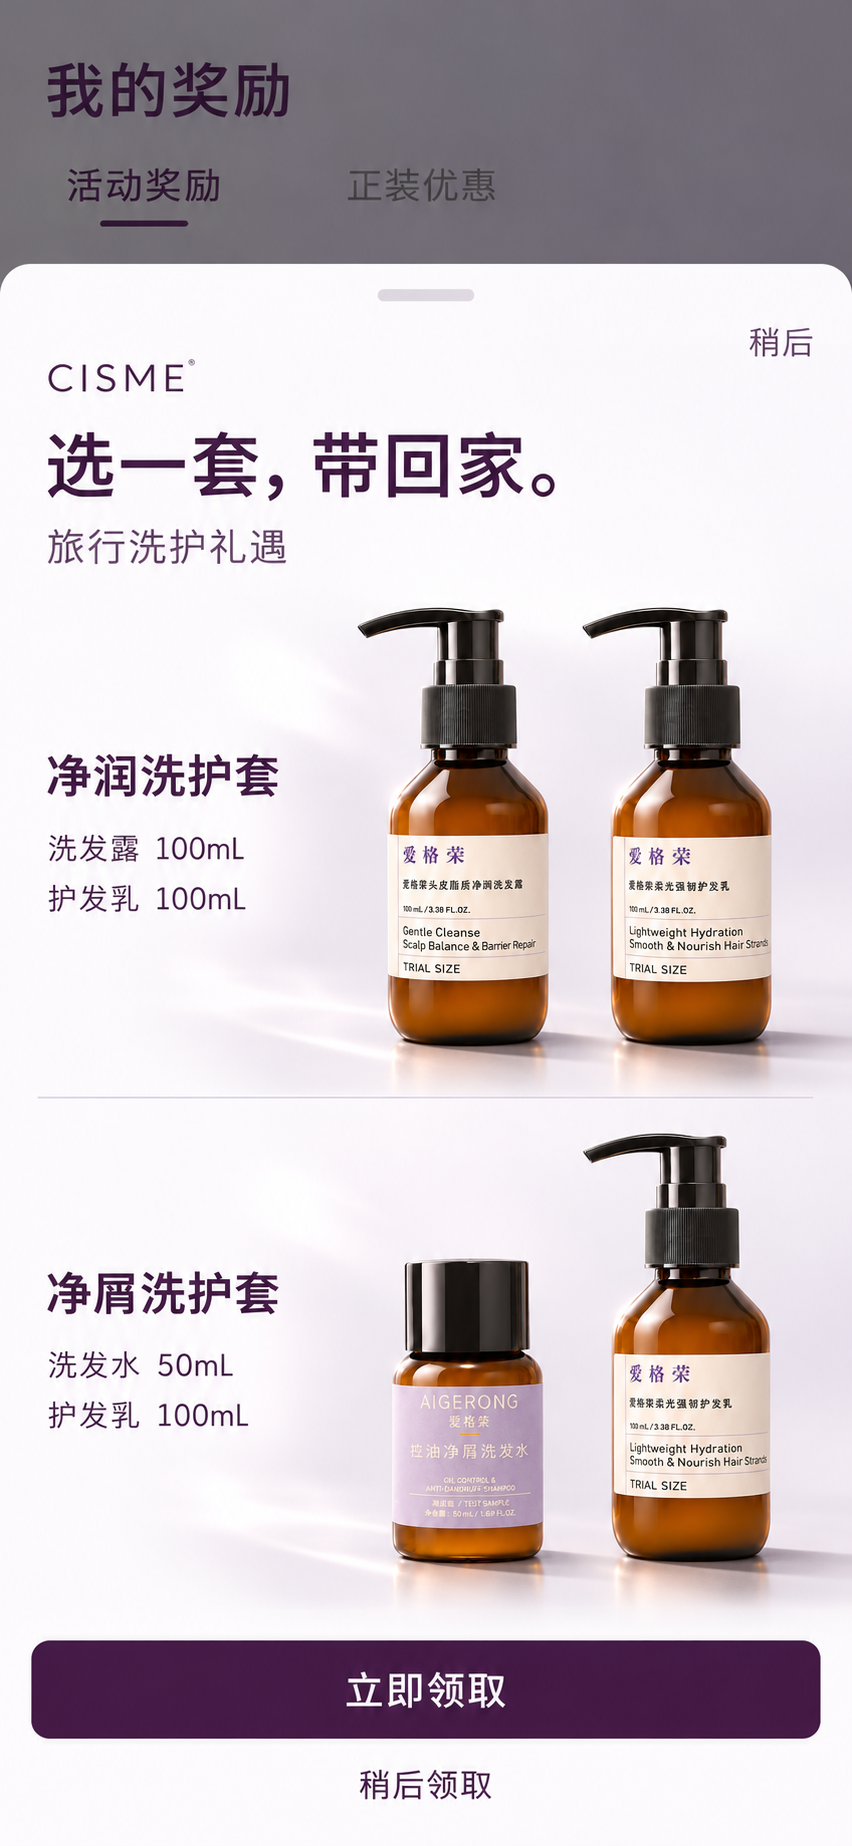 我的奖励
活动奖励
正装优惠
稍后
CISME®
选一套，带回家。
旅行洗护礼遇
净润洗护套
洗发露 100mL
护发乳 100mL
爱格荣
爱格荣头皮脂质净润洗发露
100 mL / 3.38 FL.OZ.
Gentle Cleanse
Scalp Balance & Barrier Repair
TRIAL SIZE
爱格荣
爱格荣柔光强韧护发乳
100 mL / 3.38 FL.OZ.
Lightweight Hydration
Smooth & Nourish Hair Strands
TRIAL SIZE
净屑洗护套
洗发水 50mL
护发乳 100mL
AIGERONG
爱格荣
控油净屑洗发水
OIL CONTROL &
ANTI-DANDRUFF SHAMPOO
/ TEST SAMPLE
50 mL / 1.69 FL.OZ.
爱格荣
爱格荣柔光强韧护发乳
100 mL / 3.38 FL.OZ.
Lightweight Hydration
Smooth & Nourish Hair Strands
TRIAL SIZE
立即领取
稍后领取